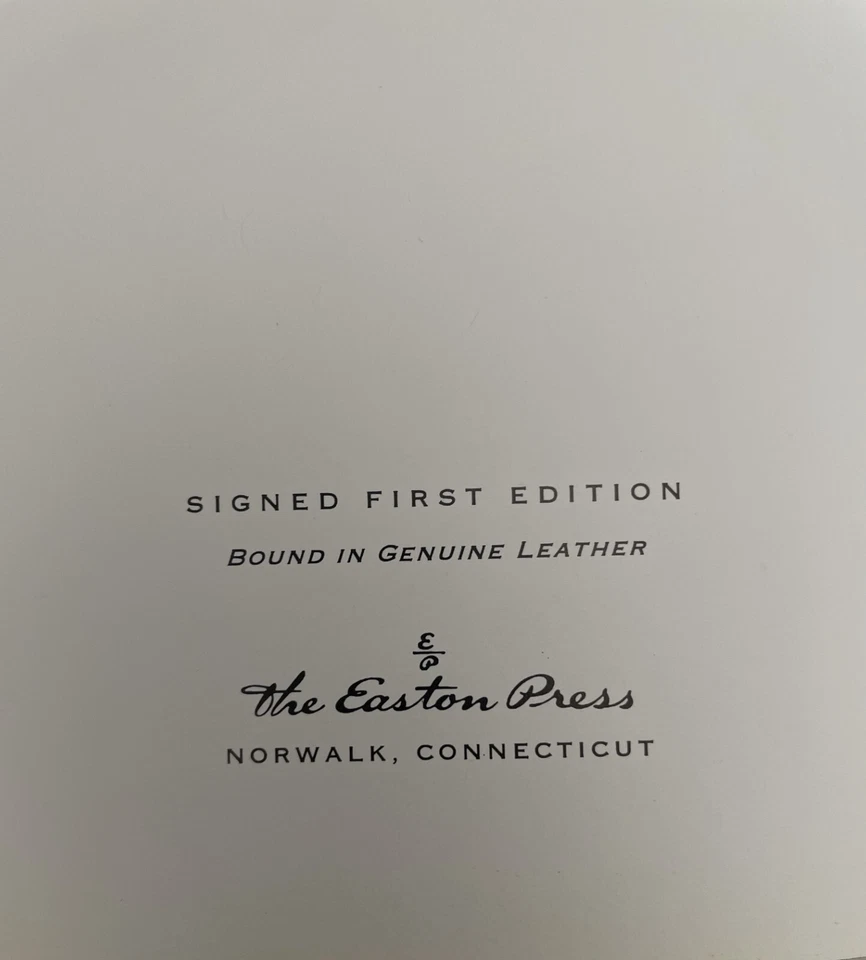 SIGNED FIRST EDITION
BOUND IN GENUINE LEATHER
E
P
The Easton Press
NORWALK, CONNECTICUT